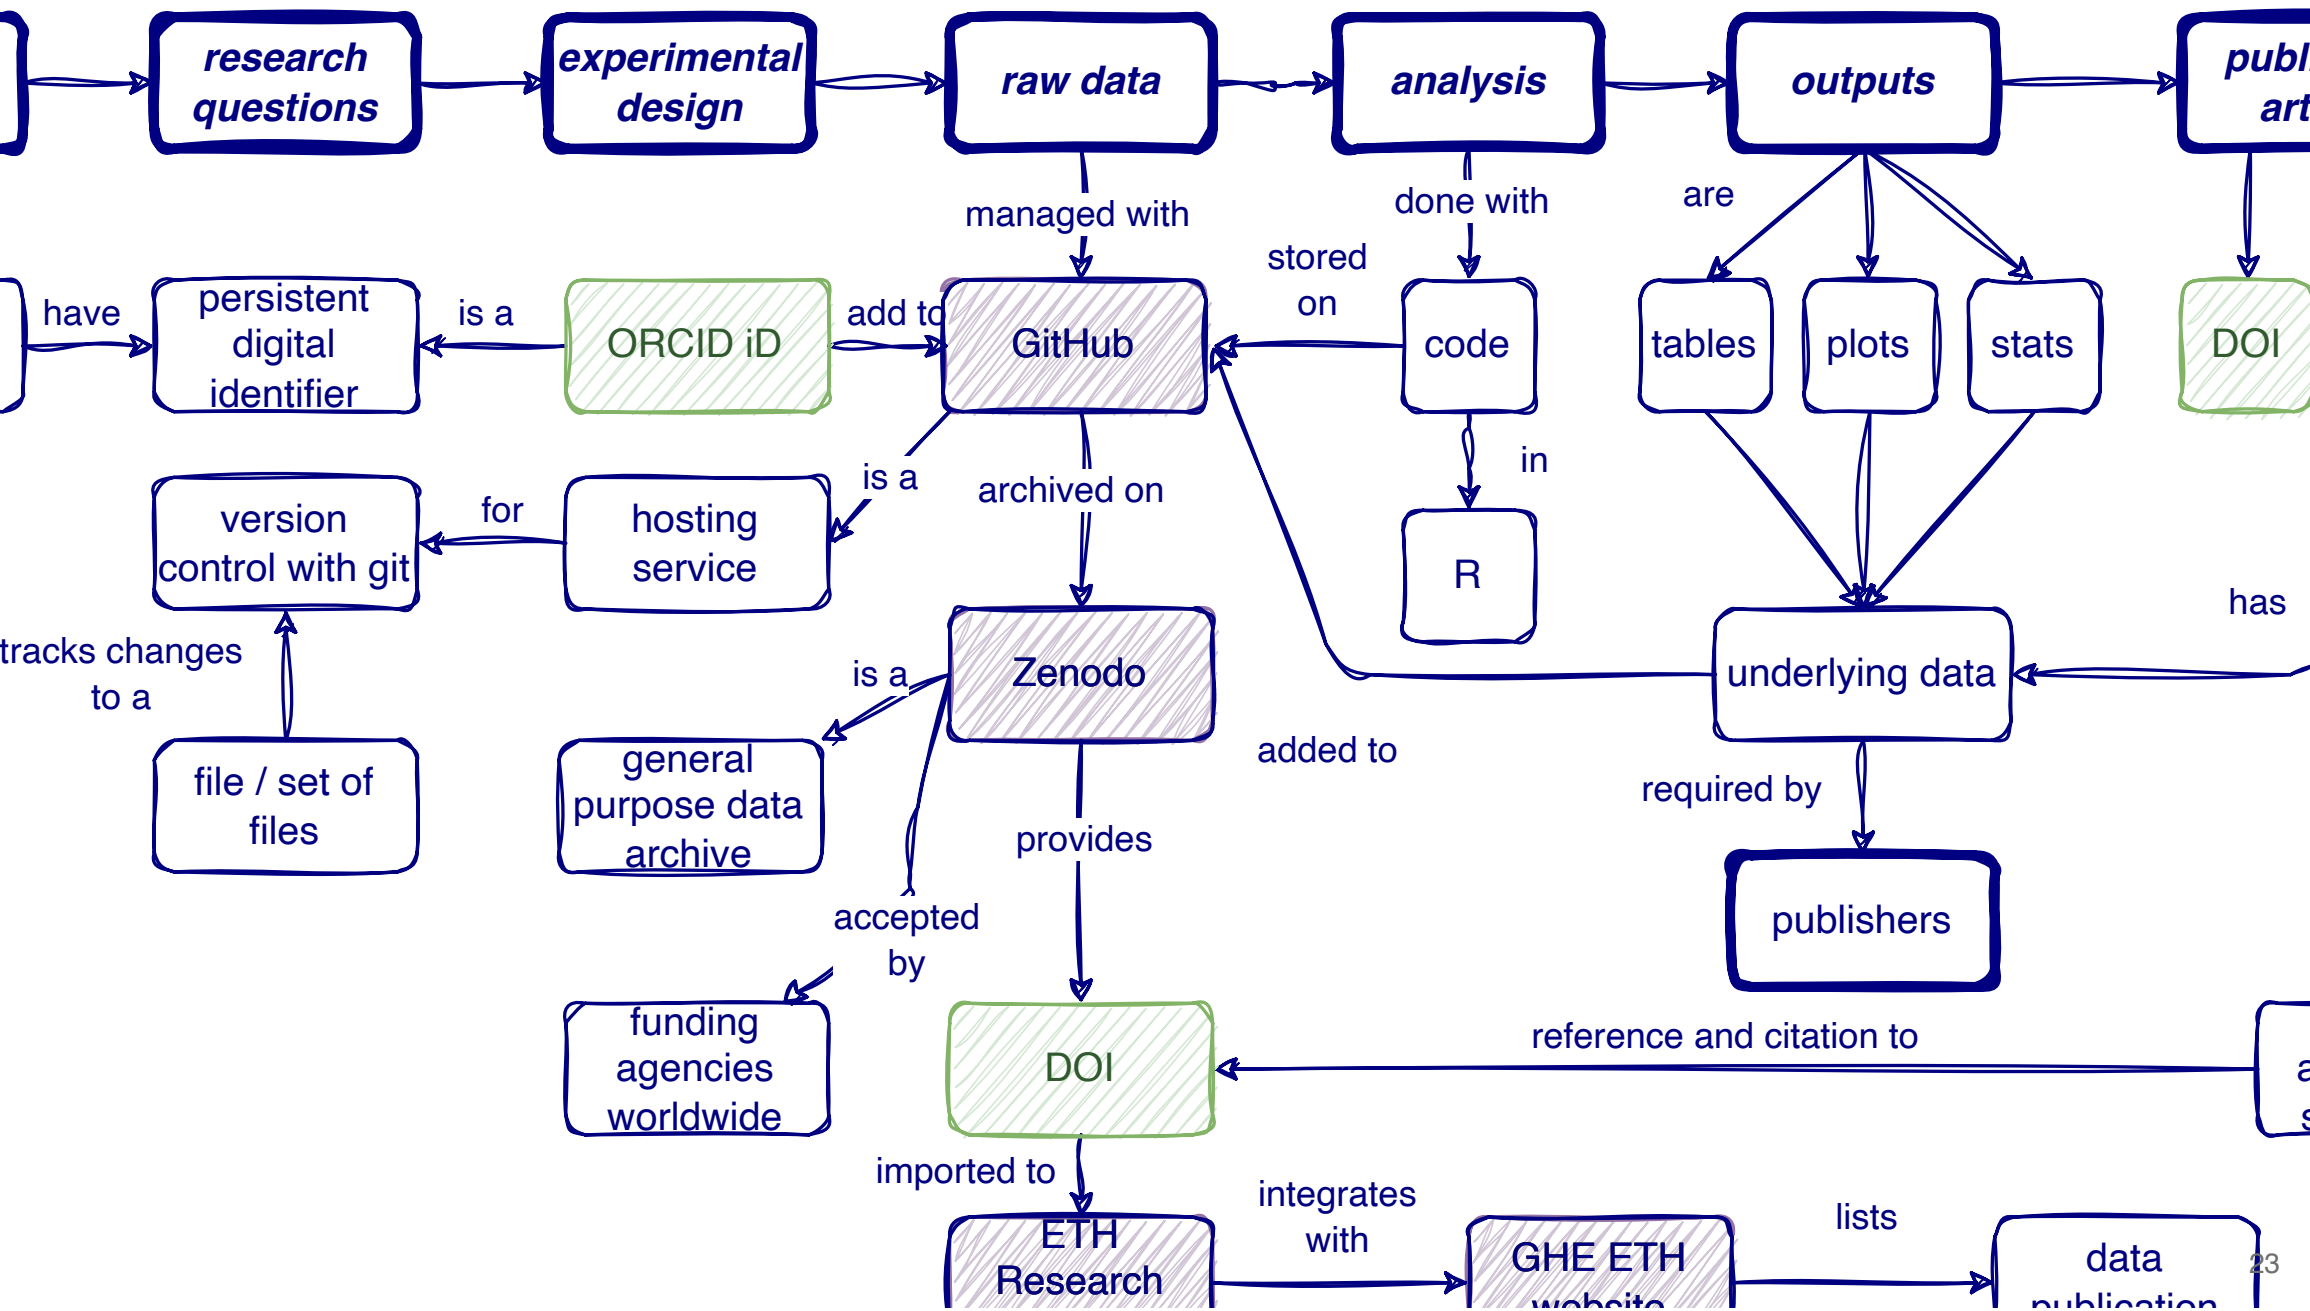 research
questions
experimental
design
raw data
analysis
outputs
managed with
done with
are
stored
on
have
persistent
digital
identifier
is a
ORCID iD
add to
GitHub
code
tables
plots
stats
DOI
is a
archived on
in
version
control with git
for
hosting
service
R
has
tracks changes
to a
is a
Zenodo
underlying data
added to
file / set of
files
general
purpose data
archive
provides
required by
accepted
by
publishers
funding
agencies
worldwide
DOI
reference and citation to
imported to
integrates
with
lists
ETH
Research
GHE ETH
website
data
publication
23